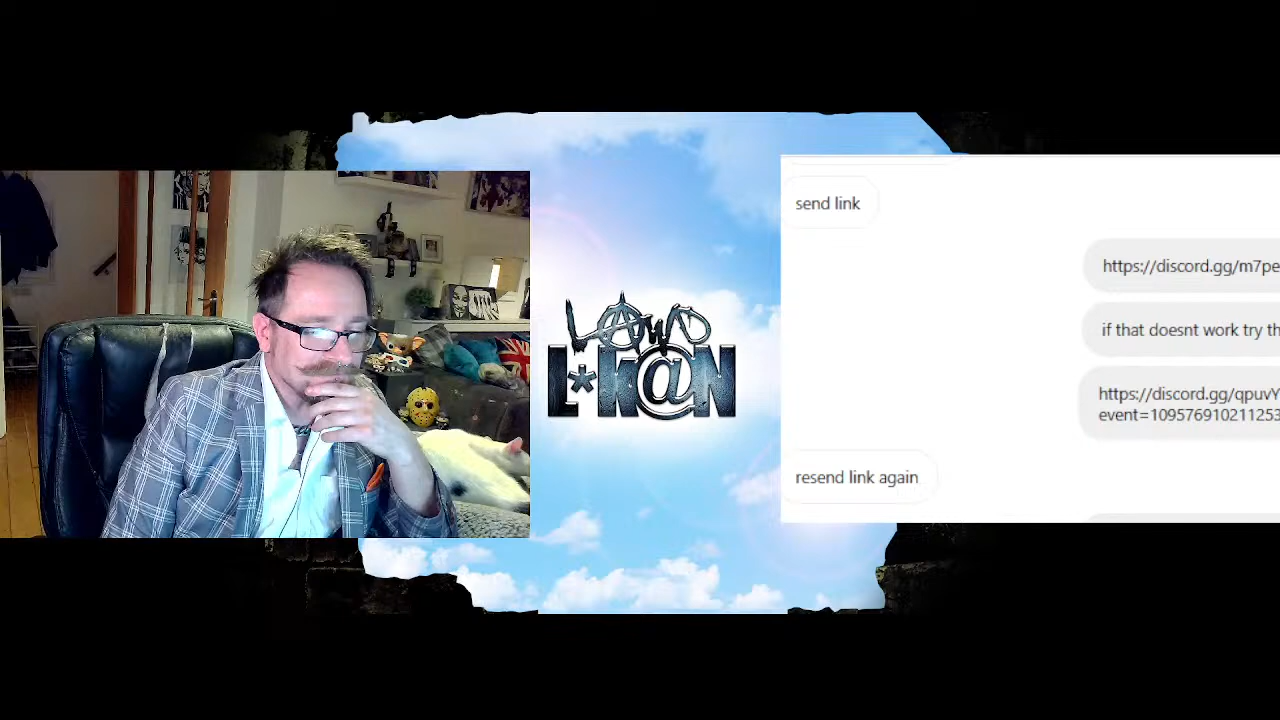 send link
https://discord.gg/m7pe
if that doesnt work try th
https://discord.gg/qpuvY
event=109576910211253
resend link again
LAWD
L*K@N